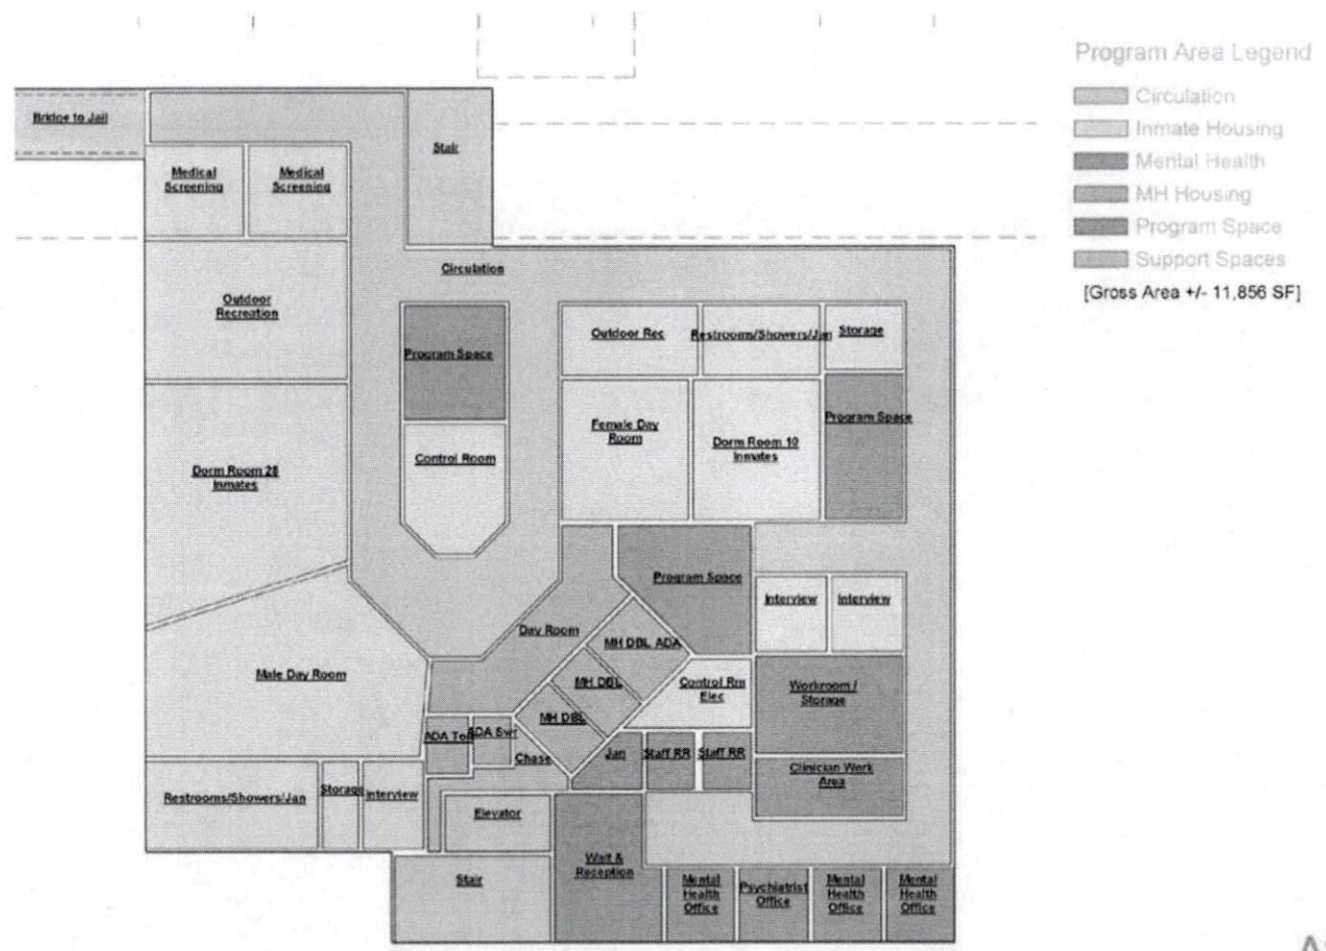 Program Area Legend
Circulation
Inmate Housing
Mental Health
MH Housing
Program Space
Support Spaces
[Gross Area +/- 11,856 SF]
Bridge to Jail
Stair
Medical
Screening
Medical
Screening
Circulation
Outdoor
Recreation
Program Space
Outdoor Rec
Restrooms/Showers/Jan
Storage
Program Space
Female Day
Room
Dorm Room 10
Inmates
Control Room
Dorm Room 28
Inmates
Program Space
Interview
Interview
Day Room
MH DBL ADA
Male Day Room
MH DBL
Control Rm
Elec
Workroom /
Storage
MH DBL
ADA Toil
ADA Swr
Chase
Jan
Staff RR
Staff RR
Clinician Work
Area
Restrooms/Showers/Jan
Storage
Interview
Elevator
Wait &
Reception
Stair
Mental
Health
Office
Psychiatrist
Office
Mental
Health
Office
Mental
Health
Office